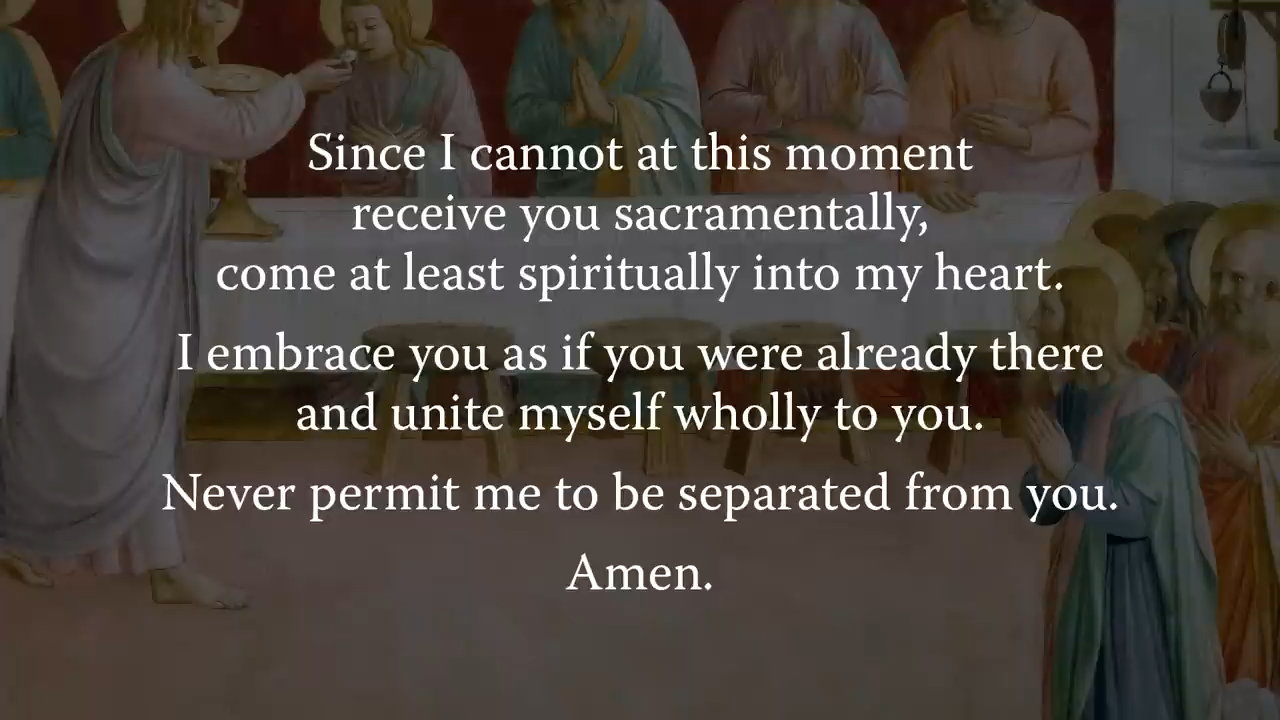 Since I cannot at this moment
receive you sacramentally,
come at least spiritually into my heart.
I embrace you as if you were already there
and unite myself wholly to you.
Never permit me to be separated from you.
Amen.